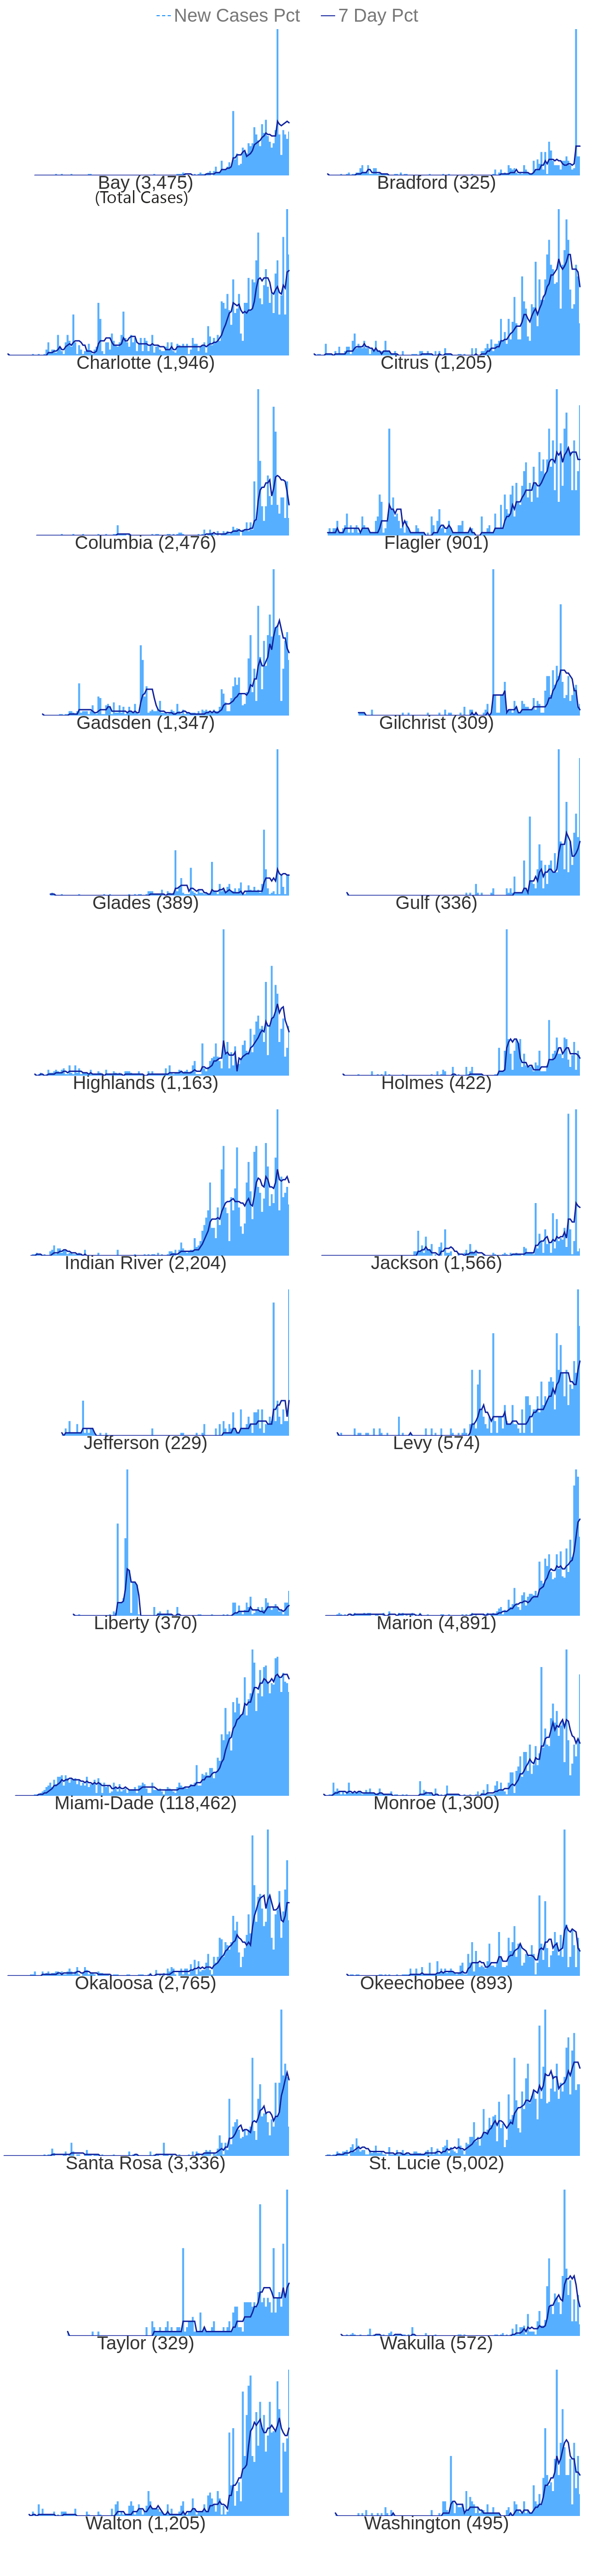 New Cases Pct 7 Day Pct
Bay (3,475) Bradford (325)
(Total Cases)
Charlotte (1,946) Citrus (1,205)
Columbia (2,476) Flagler (901)
Gadsden (1,347) Gilchrist (309)
Glades (389) Gulf (336)
Highlands (1,163) Holmes (422)
Indian River (2,204) Jackson (1,566)
Jefferson (229) Levy (574)
Liberty (370) Marion (4,891)
Miami-Dade (118,462) Monroe (1,300)
Okaloosa (2,765) Okeechobee (893)
Santa Rosa (3,336) St. Lucie (5,002)
Taylor (329) Wakulla (572)
Walton (1,205) Washington (495)